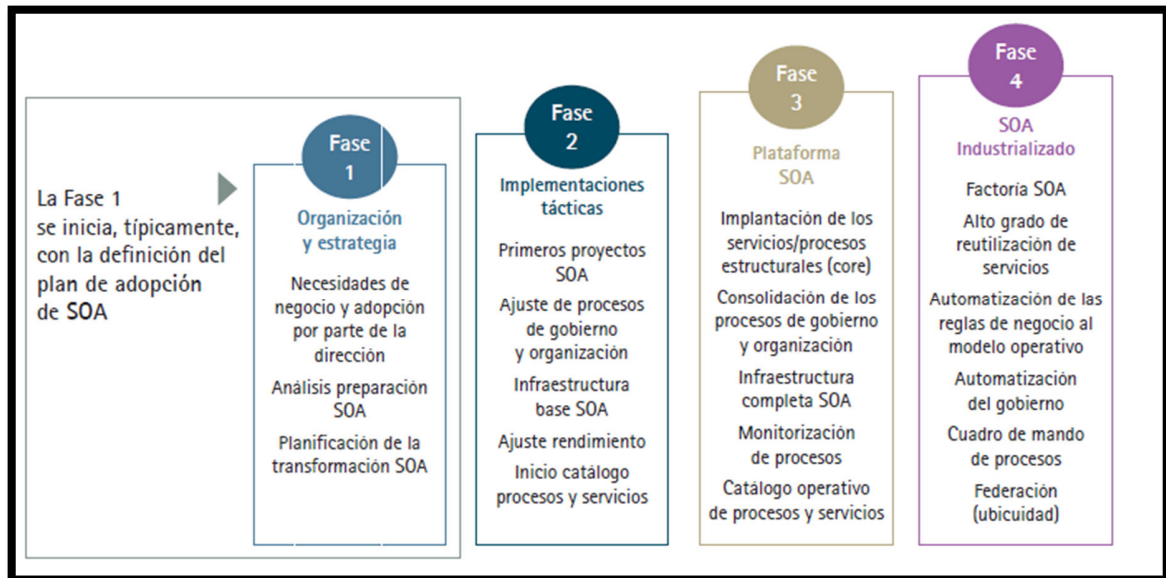 La Fase 1
se inicia, típicamente,
con la definición del
plan de adopción
de SOA
Fase
1
Organización
y estrategia
Necesidades de
negocio y adopción
por parte de la
dirección
Análisis preparación
SOA
Planificación de la
transformación SOA
Fase
2
Implementaciones
tácticas
Primeros proyectos
SOA
Ajuste de procesos
de gobierno
y organización
Infraestructura
base SOA
Ajuste rendimiento
Inicio catálogo
procesos y servicios
Fase
3
Plataforma
SOA
Implantación de los
servicios/procesos
estructurales (core)
Consolidación de los
procesos de gobierno
y organización
Infraestructura
completa SOA
Monitorización
de procesos
Catálogo operativo
de procesos y servicios
Fase
4
SOA
Industrializado
Factoría SOA
Alto grado de
reutilización de
servicios
Automatización de las
reglas de negocio al
modelo operativo
Automatización
del gobierno
Cuadro de mando
de procesos
Federación
(ubicuidad)